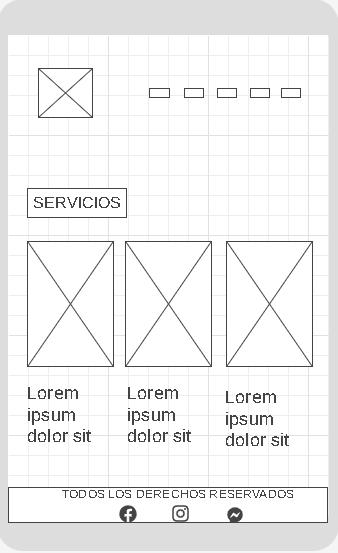 SERVICIOS
Lorem
ipsum
dolor sit
Lorem
ipsum
dolor sit
Lorem
ipsum
dolor sit
TODOS LOS DERECHOS RESERVADOS